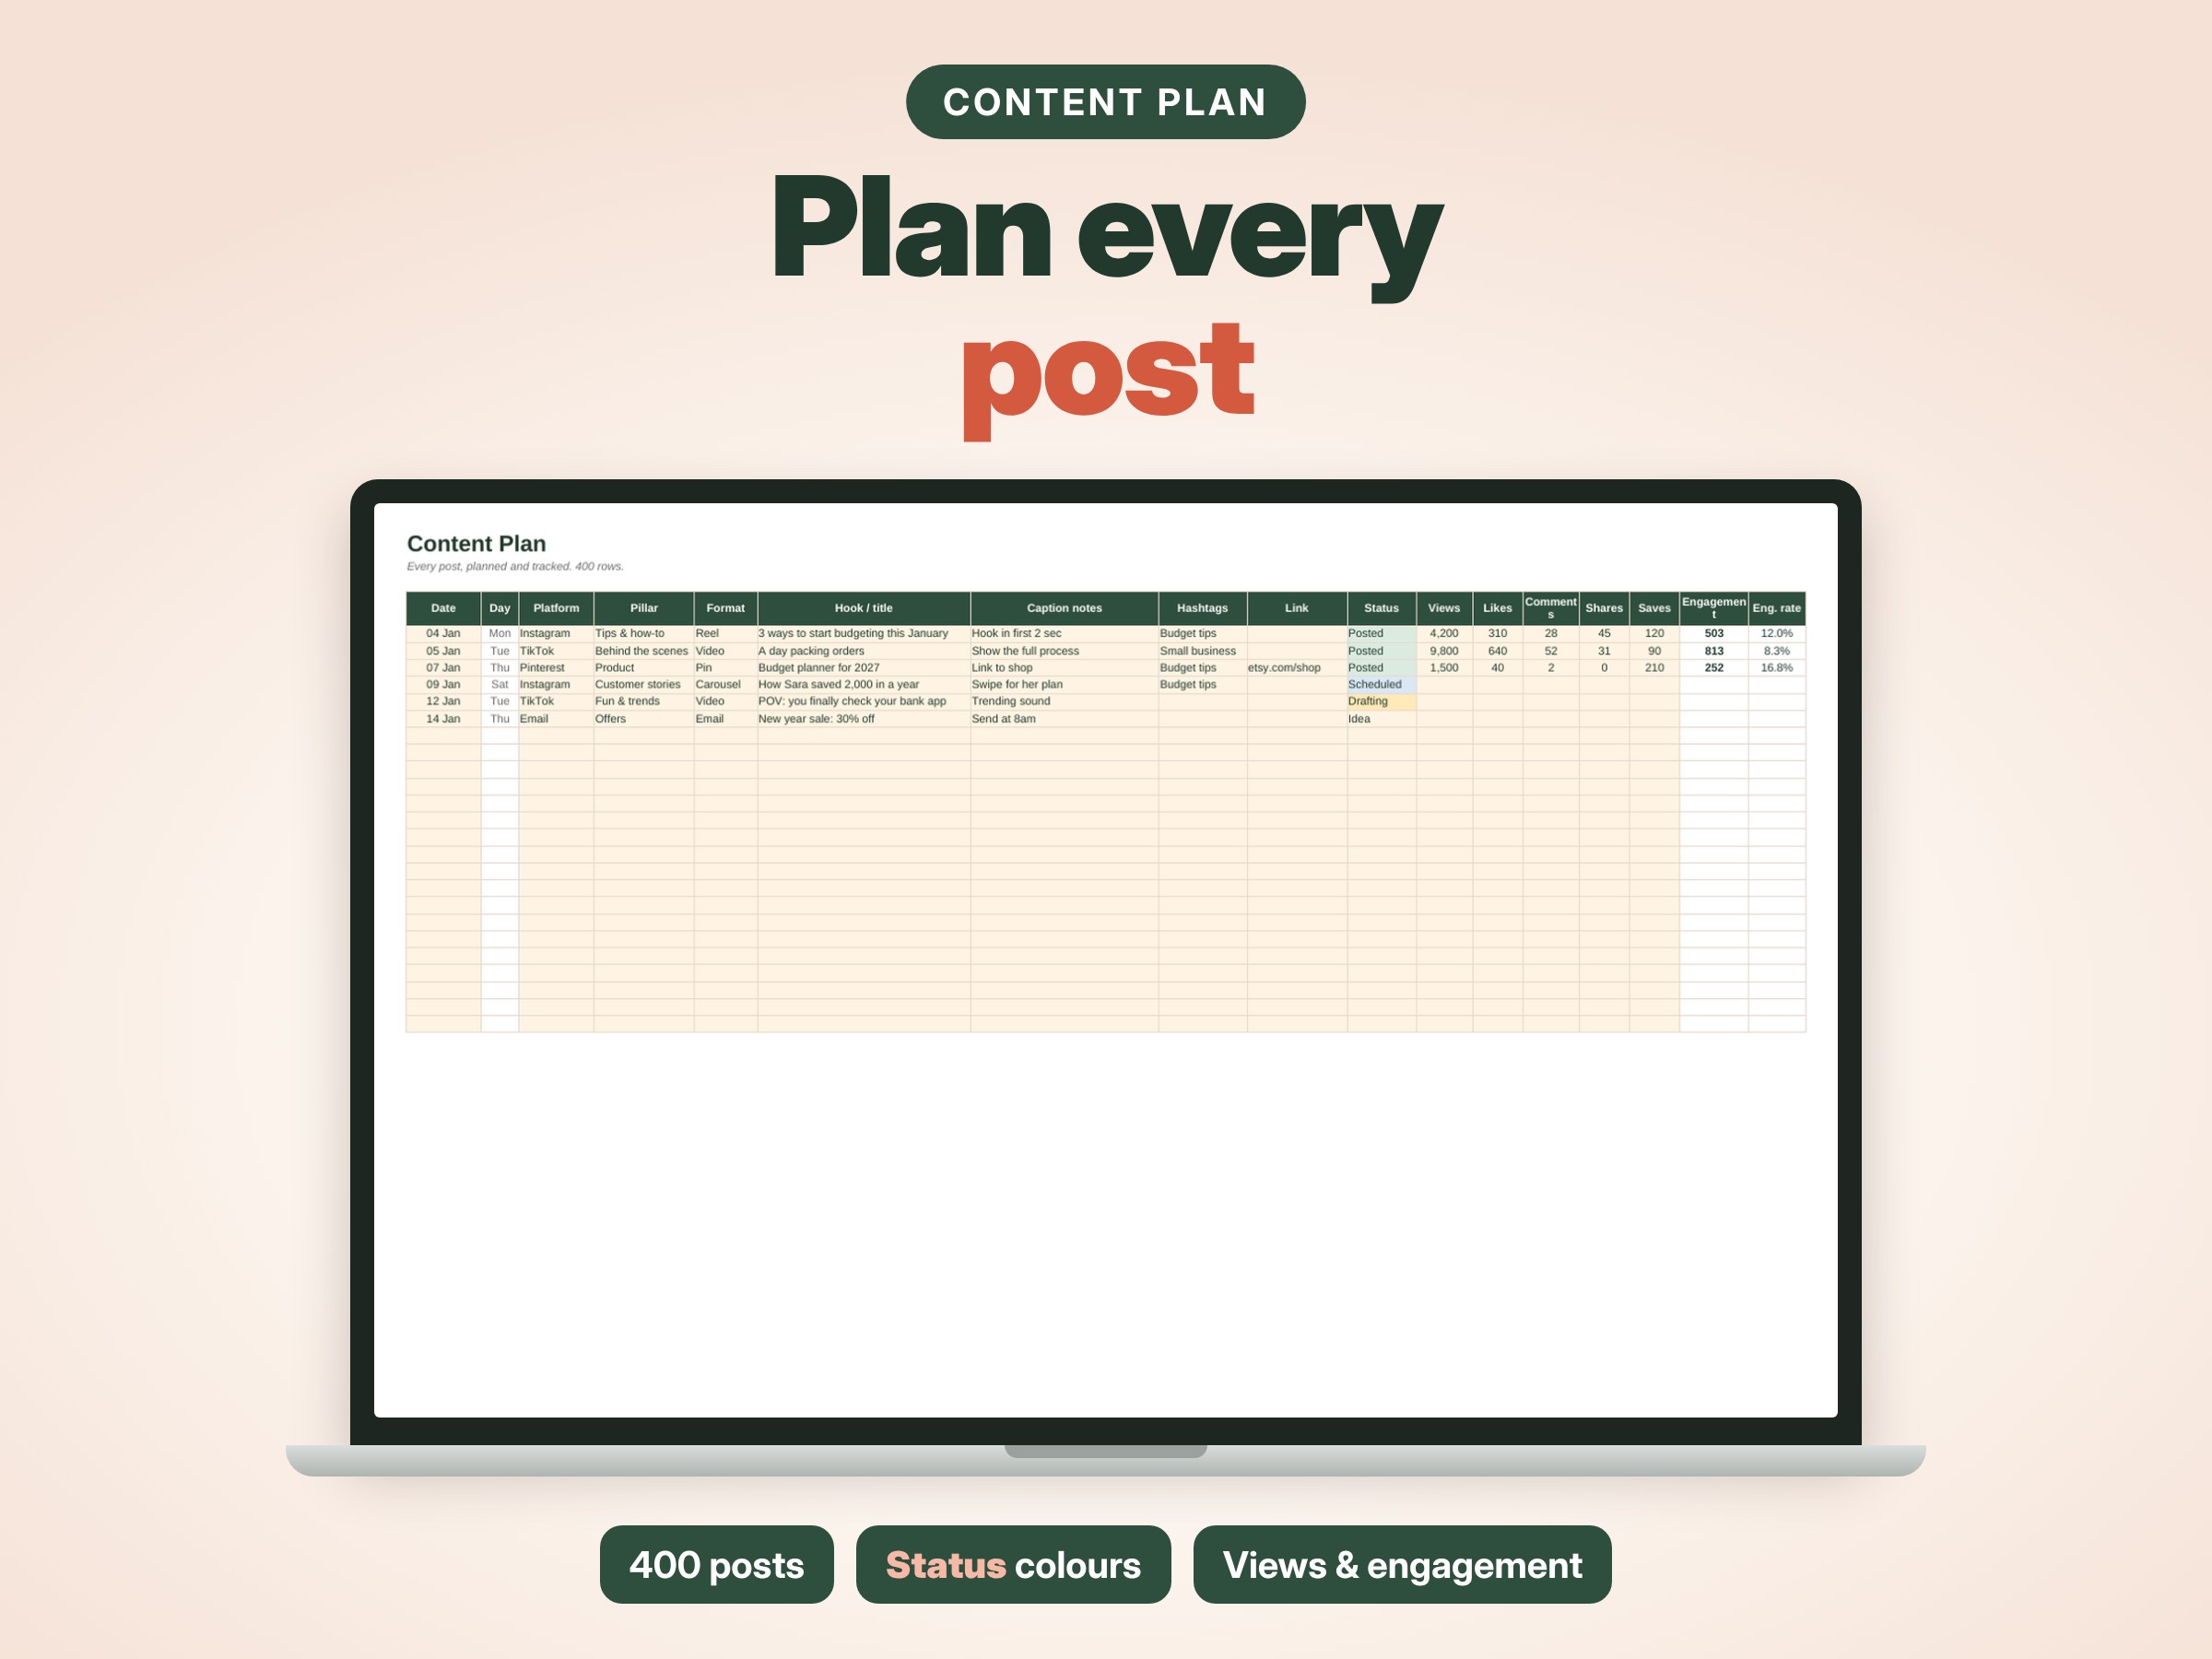 CONTENT PLAN
Plan every
post
Content Plan
Every post, planned and tracked. 400 rows.
Date Day Platform Pillar Format Hook / title Caption notes Hashtags Link Status Views Likes Comments Shares Saves Engagement Eng. rate
04 Jan Mon Instagram Tips & how-to Reel 3 ways to start budgeting this January Hook in first 2 sec Budget tips Posted 4,200 310 28 45 120 503 12.0%
05 Jan Tue TikTok Behind the scenes Video A day packing orders Show the full process Small business Posted 9,800 640 52 31 90 813 8.3%
07 Jan Thu Pinterest Product Pin Budget planner for 2027 Link to shop Budget tips etsy.com/shop Posted 1,500 40 2 0 210 252 16.8%
09 Jan Sat Instagram Customer stories Carousel How Sara saved 2,000 in a year Swipe for her plan Budget tips Scheduled
12 Jan Tue TikTok Fun & trends Video POV: you finally check your bank app Trending sound Drafting
14 Jan Thu Email Offers Email New year sale: 30% off Send at 8am Idea
400 posts
Status colours
Views & engagement